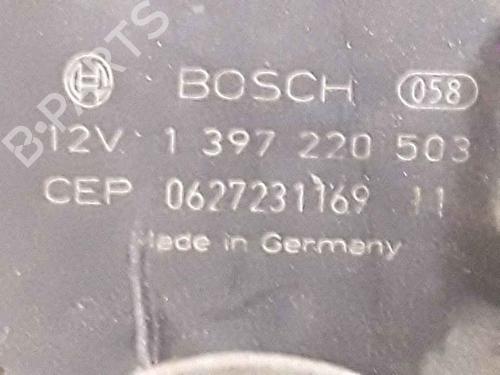 B-PARTS
BOSCH 058
12V 1 397 220 503
CEP 0627231169 11
Made in Germany